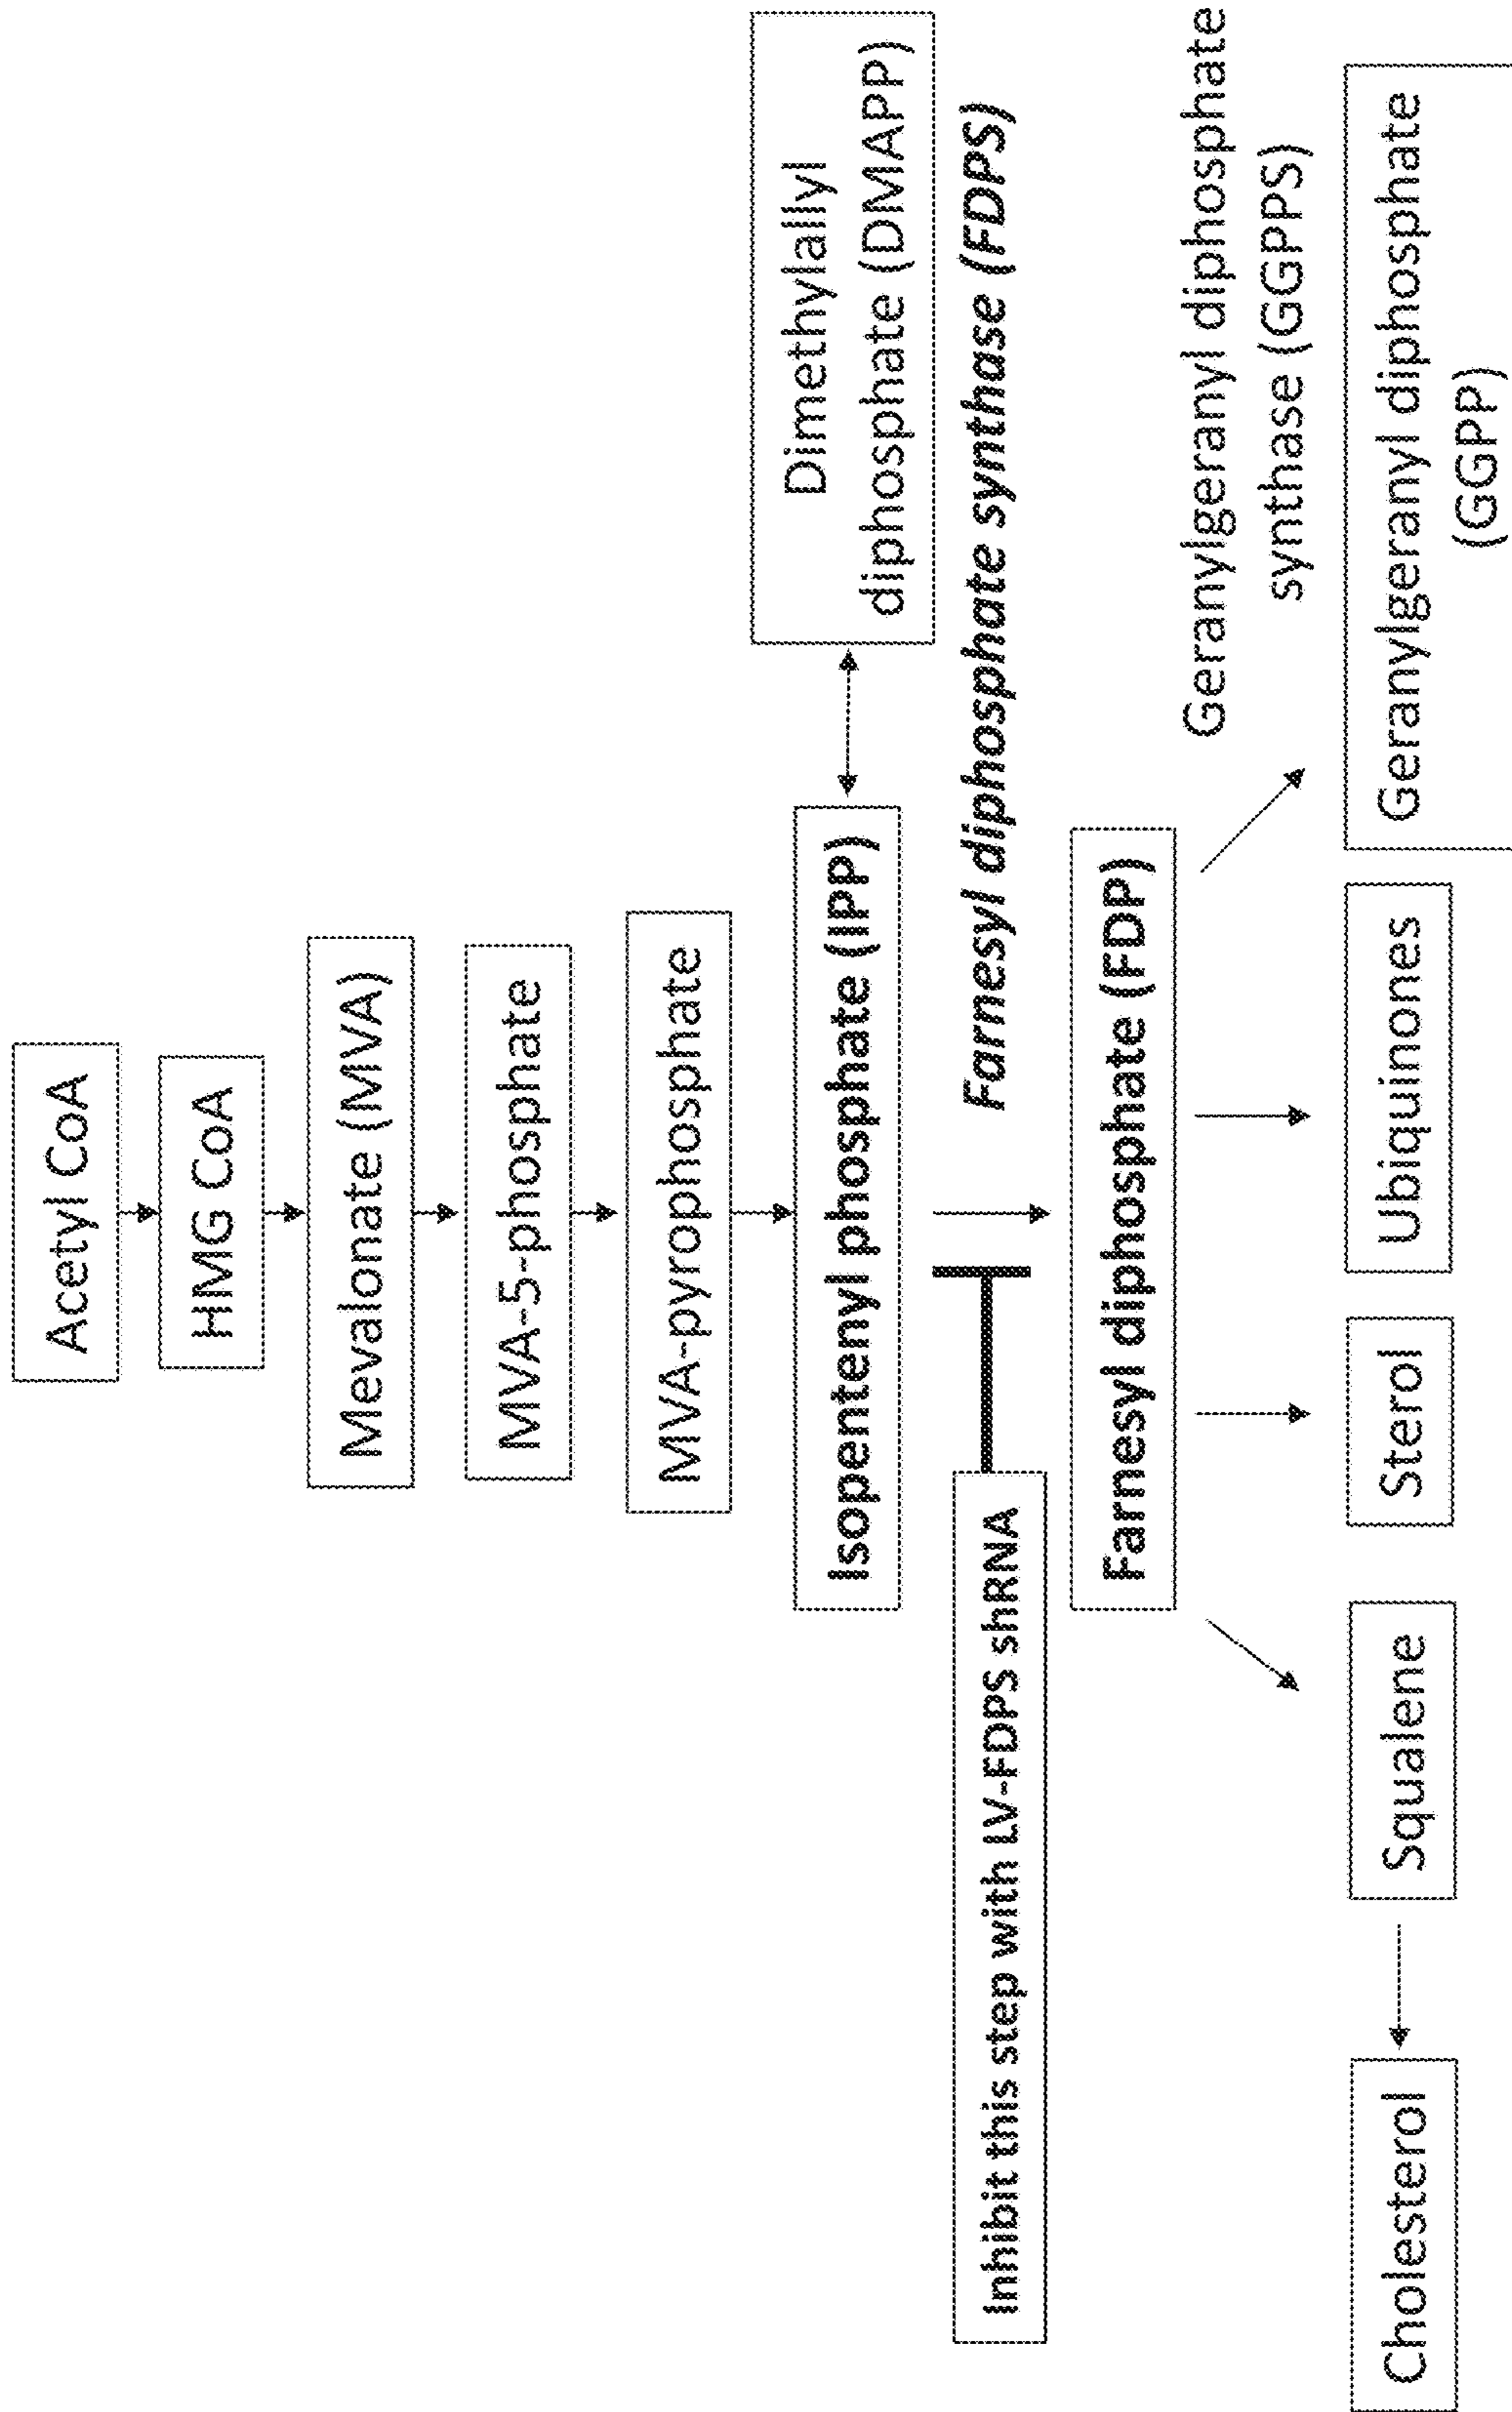 Acetyl CoA
HMG CoA
Mevalonate (MVA)
MVA-5-phosphate
MVA-pyrophosphate
Isopentenyl phosphate (IPP)
Dimethylallyl
diphosphate (DMAPP)
Inhibit this step with LV-FDPS shRNA
Farnesyl diphosphate synthase (FDPS)
Farnesyl diphosphate (FDP)
Geranylgeranyl diphosphate
synthase (GGPPS)
Cholesterol
Squalene
Sterol
Ubiquinones
Geranylgeranyl diphosphate
(GGPP)